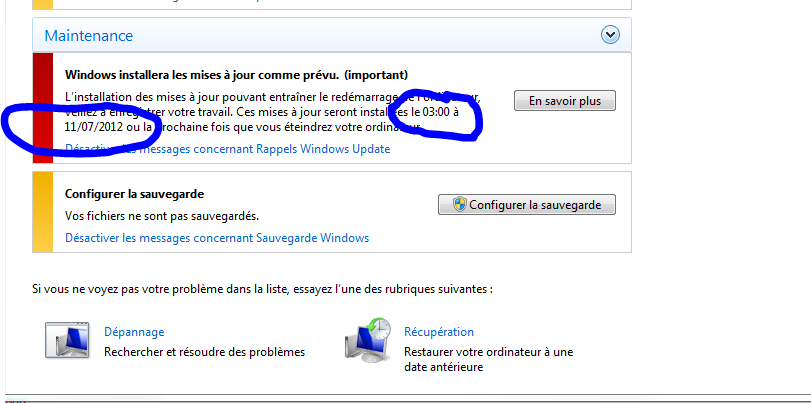 Maintenance
Windows installera les mises à jour comme prévu. (important)
L'installation des mises à jour pouvant entraîner le redémarrage de l'ordinateur,
veillez à enregistrer votre travail. Ces mises à jour seront installées le 03:00 à
11/07/2012 ou la prochaine fois que vous éteindrez votre ordinateur.
En savoir plus
Désactiver les messages concernant Rappels Windows Update
Configurer la sauvegarde
Vos fichiers ne sont pas sauvegardés.
Configurer la sauvegarde
Désactiver les messages concernant Sauvegarde Windows
Si vous ne voyez pas votre problème dans la liste, essayez l'une des rubriques suivantes :
Dépannage
Rechercher et résoudre des problèmes
Récupération
Restaurer votre ordinateur à une
date antérieure